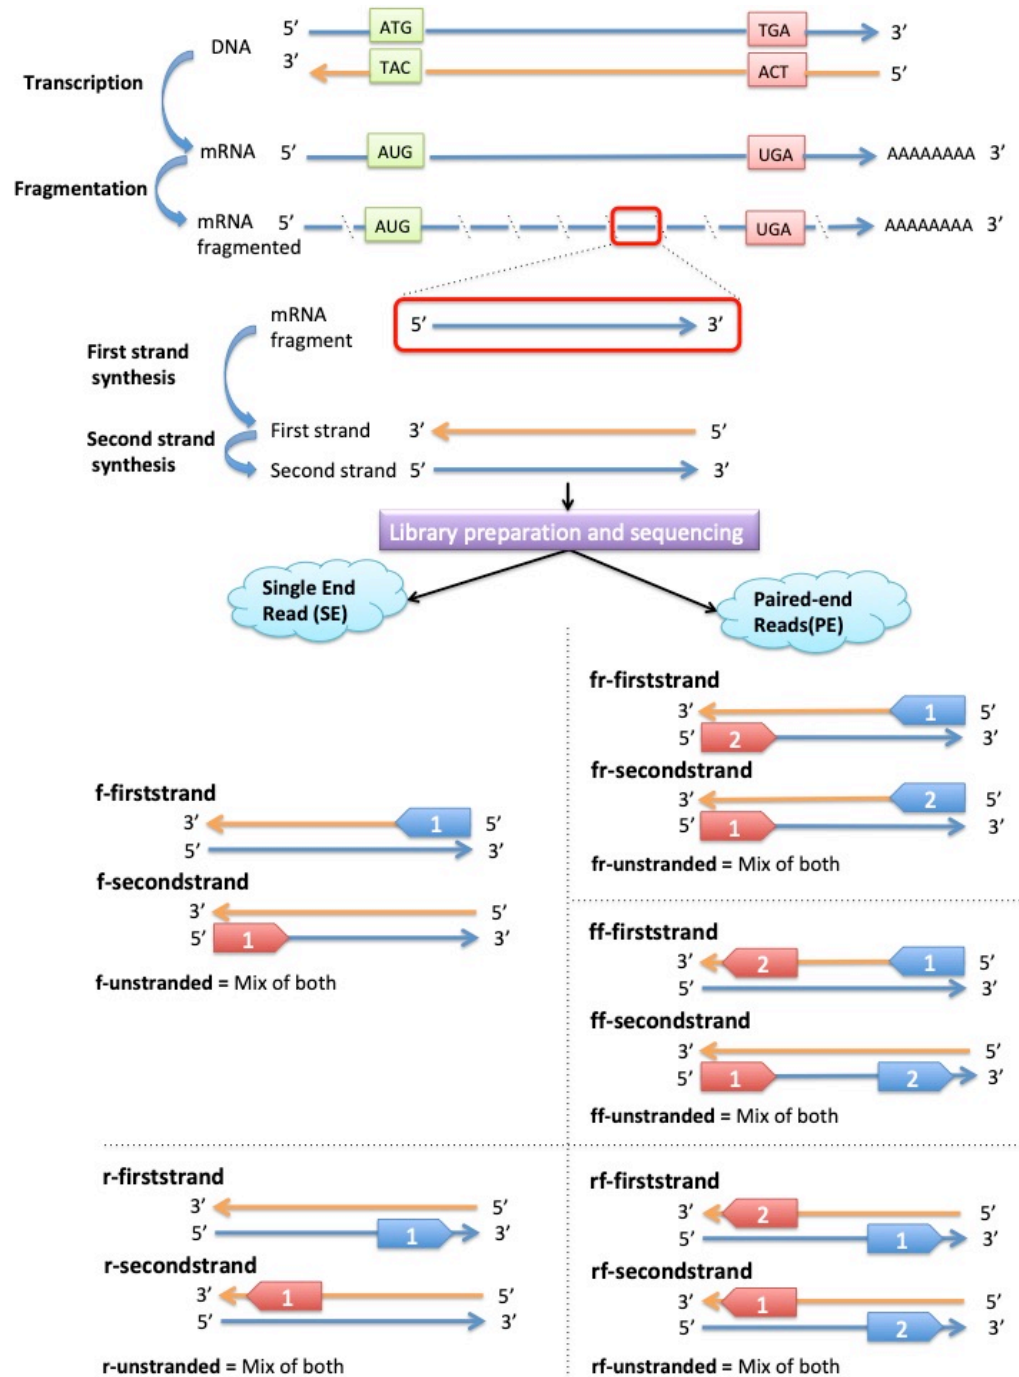 5’ ATG TGA 3’
DNA
3’ TAC ACT 5’
Transcription
mRNA 5’ AUG UGA AAAAAAAA 3’
Fragmentation
mRNA 5’ AUG UGA AAAAAAAA 3’
fragmented
mRNA
fragment
5’ 3’
First strand
synthesis
First strand 3’ 5’
Second strand
synthesis
Second strand 5’ 3’
Library preparation and sequencing
Single End
Read (SE)
Paired-end
Reads(PE)
f-firststrand
3’ 1 5’
5’ 3’
f-secondstrand
3’ 5’
5’ 1 3’
f-unstranded = Mix of both
fr-firststrand
3’ 1 5’
5’ 2 3’
fr-secondstrand
3’ 2 5’
5’ 1 3’
fr-unstranded = Mix of both
ff-firststrand
3’ 2 1 5’
5’ 3’
ff-secondstrand
3’ 5’
5’ 1 2 3’
ff-unstranded = Mix of both
r-firststrand
3’ 5’
5’ 1 3’
r-secondstrand
3’ 1 5’
5’ 3’
r-unstranded = Mix of both
rf-firststrand
3’ 2 5’
5’ 1 3’
rf-secondstrand
3’ 1 5’
5’ 2 3’
rf-unstranded = Mix of both